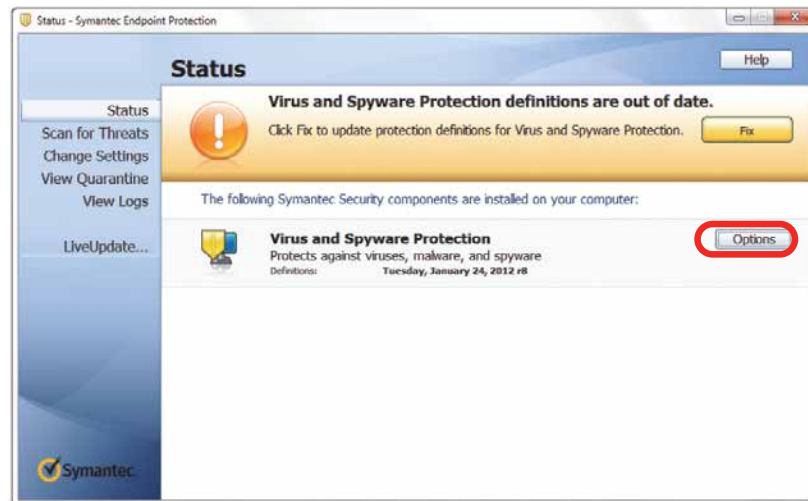 Status - Symantec Endpoint Protection
Status
Help
Status
Scan for Threats
Change Settings
View Quarantine
View Logs
LiveUpdate...
Virus and Spyware Protection definitions are out of date.
Click Fix to update protection definitions for Virus and Spyware Protection.
Fix
The following Symantec Security components are installed on your computer:
Virus and Spyware Protection
Options
Protects against viruses, malware, and spyware
Definitions: Tuesday, January 24, 2012 r8
Symantec.